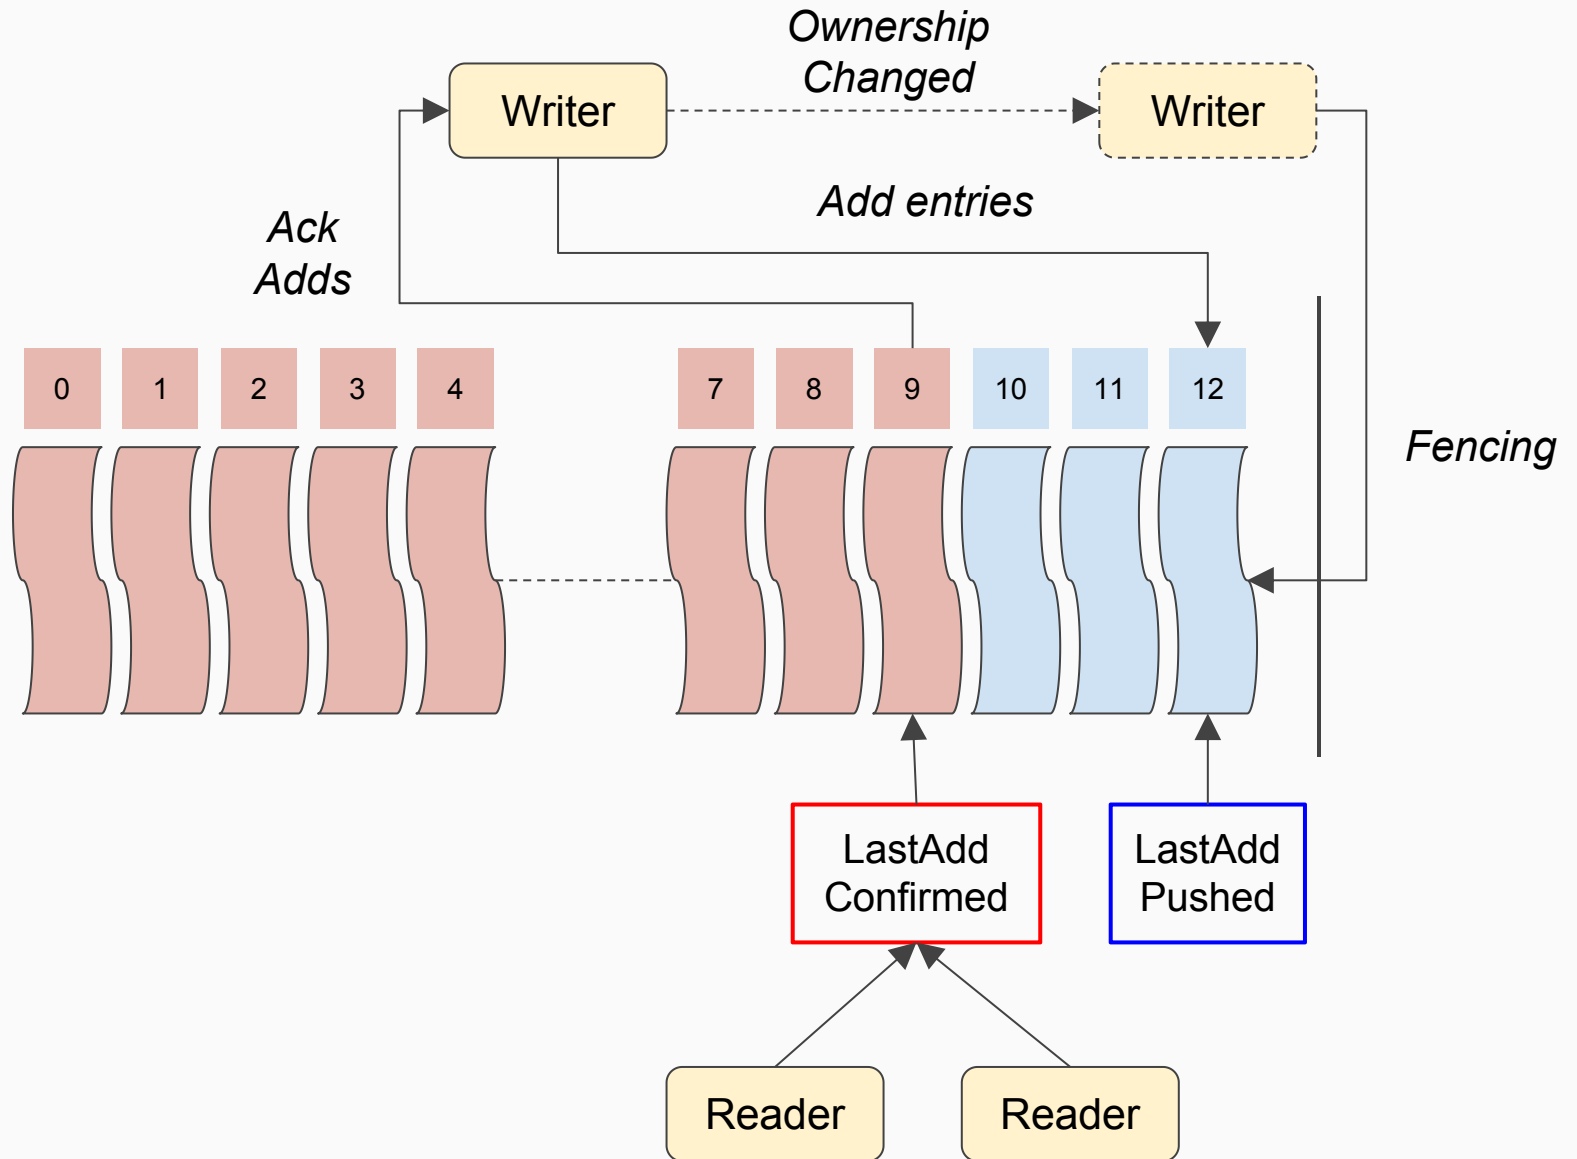 Ownership
Changed
Writer
Writer
Add entries
Ack
Adds
0 1 2 3 4 7 8 9 10 11 12
Fencing
LastAdd
Confirmed
LastAdd
Pushed
Reader
Reader